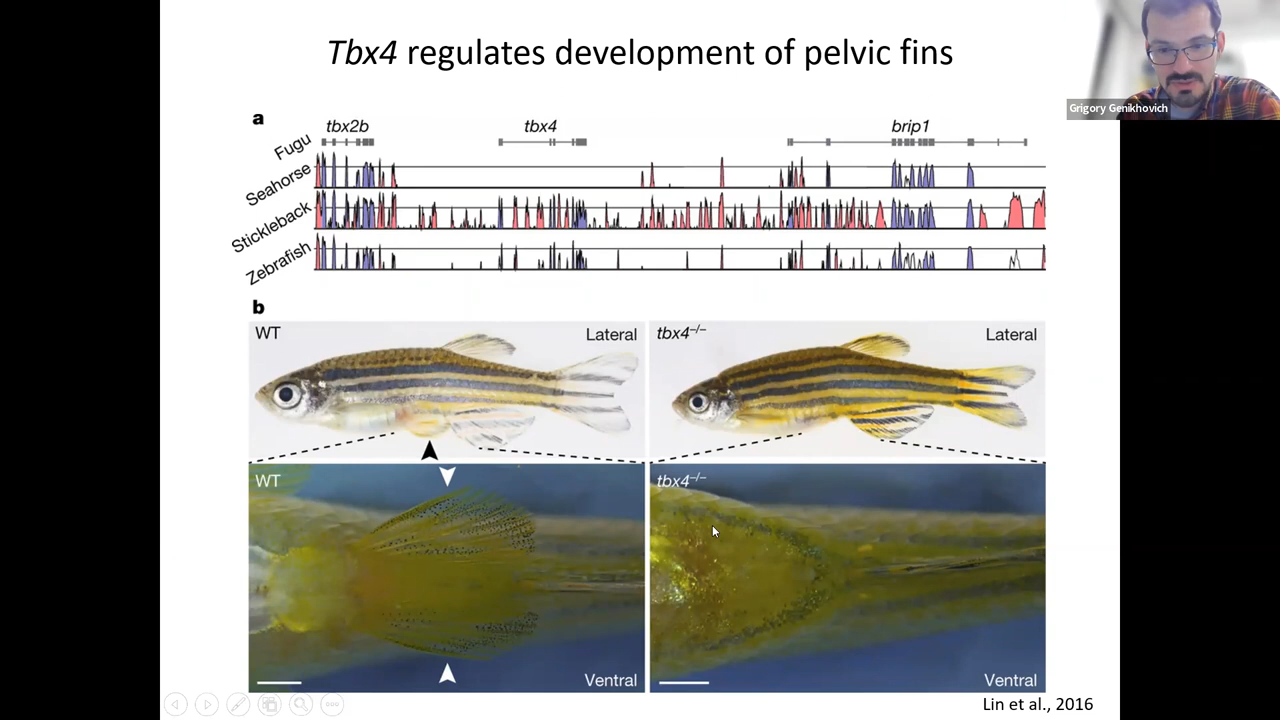 Tbx4 regulates development of pelvic fins
Grigory Genikhovich
a
tbx2b
tbx4
brip1
Fugu
Seahorse
Stickleback
Zebrafish
b
WT
Lateral
tbx4–/–
Lateral
WT
Ventral
tbx4–/–
Ventral
Lin et al., 2016